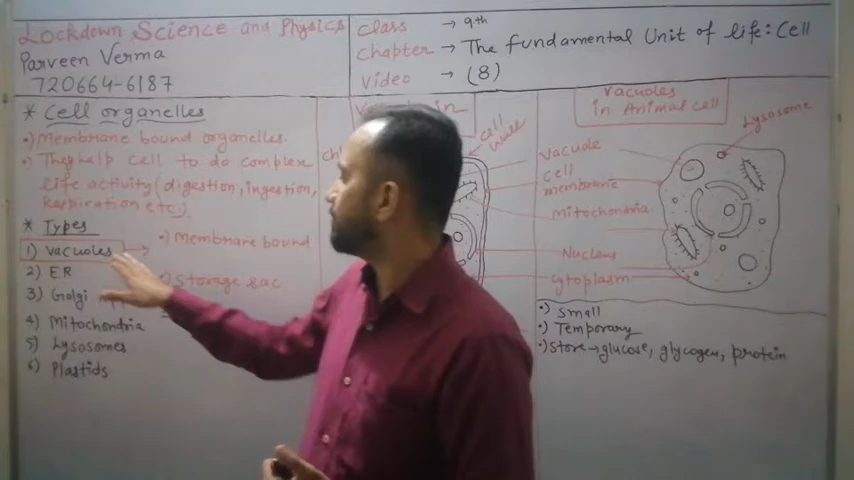 Lockdown Science and Physics
Parveen Verma
720664-6187
Class → 9th
Chapter → The fundamental Unit of life: Cell
Video → (8)
* Cell organelles
•) Membrane bound organelles.
•) They help cell to do complex
life activity (digestion, ingestion,
Respiration etc)
* Types
1) Vacuoles →
2) ER
3) Golgi
4) Mitochondria
5) Lysosomes
6) Plastids
•) Membrane bound
•) Storage sac
cell
wall
Vacuoles
in Animal cell
Lysosome
Vacuole
Cell
membrane
Mitochondria
Nucleus
Cytoplasm
•) Small
•) Temporary
•) Store → glucose, glycogen, protein